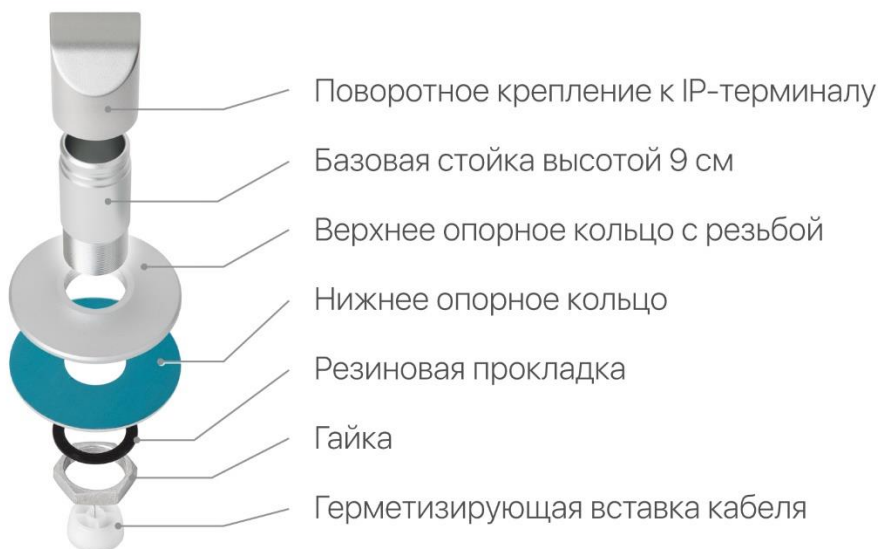 Поворотное крепление к IP-терминалу
Базовая стойка высотой 9 см
Верхнее опорное кольцо с резьбой
Нижнее опорное кольцо
Резиновая прокладка
Гайка
Герметизирующая вставка кабеля